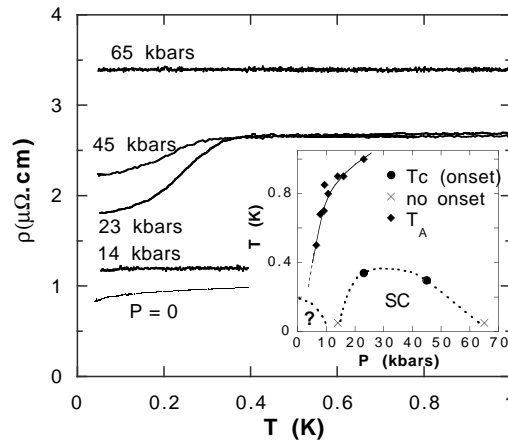 4
3
2
1
0
ρ(μΩ.cm)
65 kbars
45 kbars
23 kbars
14 kbars
P = 0
0
0.2
0.4
0.6
0.8
1
T (K)
0.8
0.4
0
T (K)
Tc (onset)
no onset
T_A
SC
?
0 10 20 30 40 50 60 70
P (kbars)